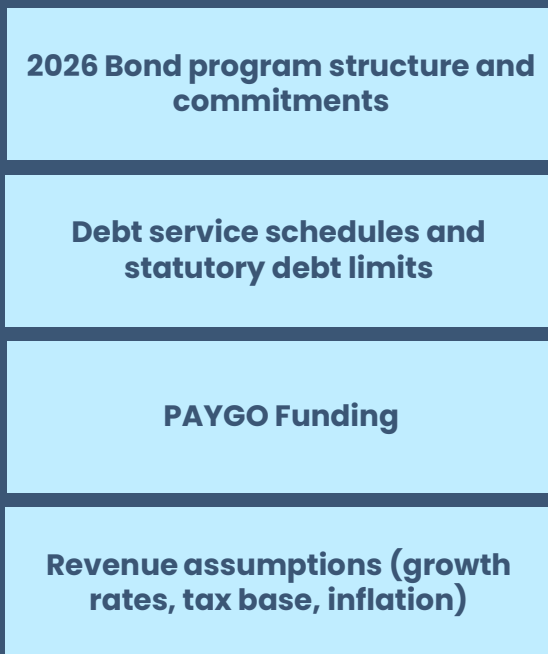 2026 Bond program structure and
commitments
Debt service schedules and
statutory debt limits
PAYGO Funding
Revenue assumptions (growth
rates, tax base, inflation)